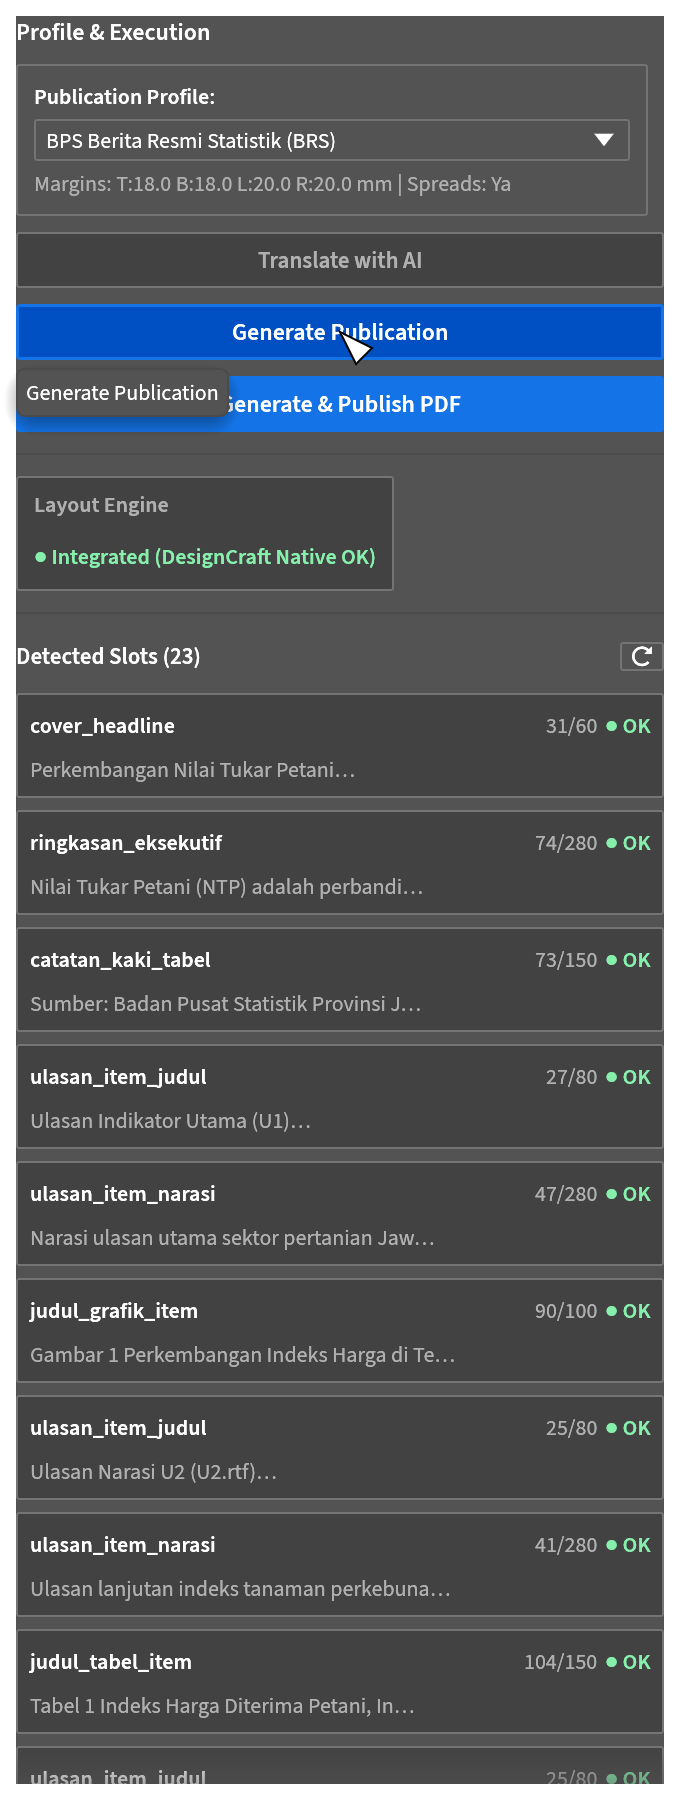 Profile & Execution
Publication Profile:
BPS Berita Resmi Statistik (BRS)
Margins: T:18.0 B:18.0 L:20.0 R:20.0 mm | Spreads: Ya
Translate with AI
Generate Publication
Generate Publication
Generate & Publish PDF
Layout Engine
● Integrated (DesignCraft Native OK)
Detected Slots (23)
cover_headline 31/60 ● OK
Perkembangan Nilai Tukar Petani...
ringkasan_eksekutif 74/280 ● OK
Nilai Tukar Petani (NTP) adalah perbandi...
catatan_kaki_tabel 73/150 ● OK
Sumber: Badan Pusat Statistik Provinsi J...
ulasan_item_judul 27/80 ● OK
Ulasan Indikator Utama (U1)...
ulasan_item_narasi 47/280 ● OK
Narasi ulasan utama sektor pertanian Jaw...
judul_grafik_item 90/100 ● OK
Gambar 1 Perkembangan Indeks Harga di Te...
ulasan_item_judul 25/80 ● OK
Ulasan Narasi U2 (U2.rtf)...
ulasan_item_narasi 41/280 ● OK
Ulasan lanjutan indeks tanaman perkebuna...
judul_tabel_item 104/150 ● OK
Tabel 1 Indeks Harga Diterima Petani, In...
ulasan_item_judul 25/80 ● OK